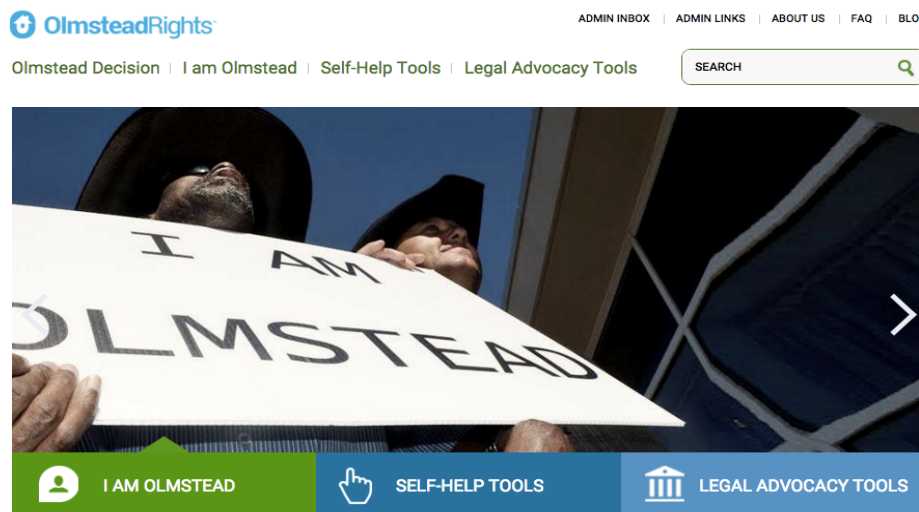 OlmsteadRights
ADMIN INBOX | ADMIN LINKS | ABOUT US | FAQ | BLO
Olmstead Decision | I am Olmstead | Self-Help Tools | Legal Advocacy Tools
SEARCH
I AM
OLMSTEAD
I AM OLMSTEAD
SELF-HELP TOOLS
LEGAL ADVOCACY TOOLS